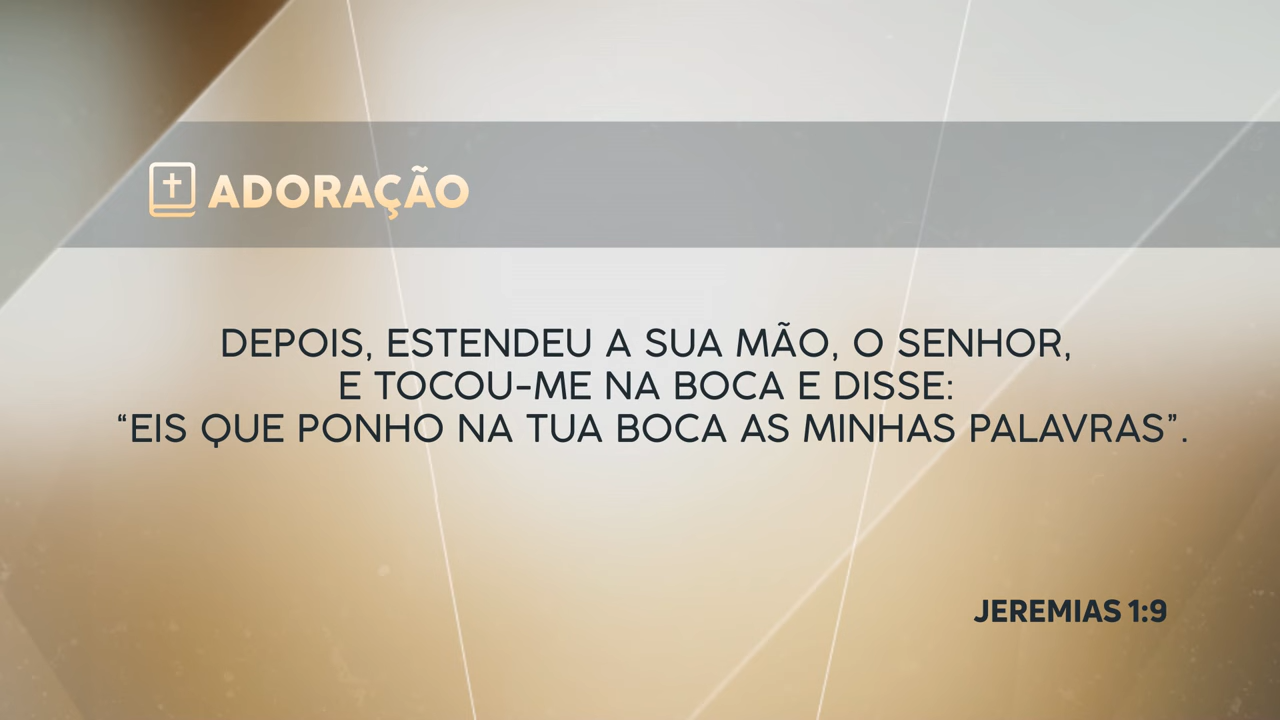 ADORAÇÃO
DEPOIS, ESTENDEU A SUA MÃO, O SENHOR,
E TOCOU-ME NA BOCA E DISSE:
“EIS QUE PONHO NA TUA BOCA AS MINHAS PALAVRAS”.
JEREMIAS 1:9